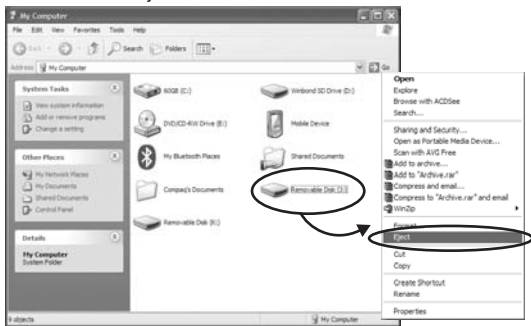 My Computer
File Edit View Favorites Tools Help
Back Search Folders
Address My Computer Go
System Tasks
View system information
Add or remove programs
Change a setting
Other Places
My Network Places
My Documents
Shared Documents
Control Panel
Details
My Computer
System Folder
60GB (C:)
Winbond SD Drive (D:)
DVD/CD-RW Drive (E:)
Mobile Device
My Bluetooth Places
Shared Documents
Compaq's Documents
Removable Disk (J:)
Removable Disk (K:)
9 objects
My Computer
Open
Explore
Browse with ACDSee
Search...
Sharing and Security...
Open as Portable Media Device...
Scan with AVG Free
Add to archive...
Add to "Archive.rar"
Compress and email...
Compress to "Archive.rar" and email
WinZip
Format...
Eject
Cut
Copy
Create Shortcut
Rename
Properties